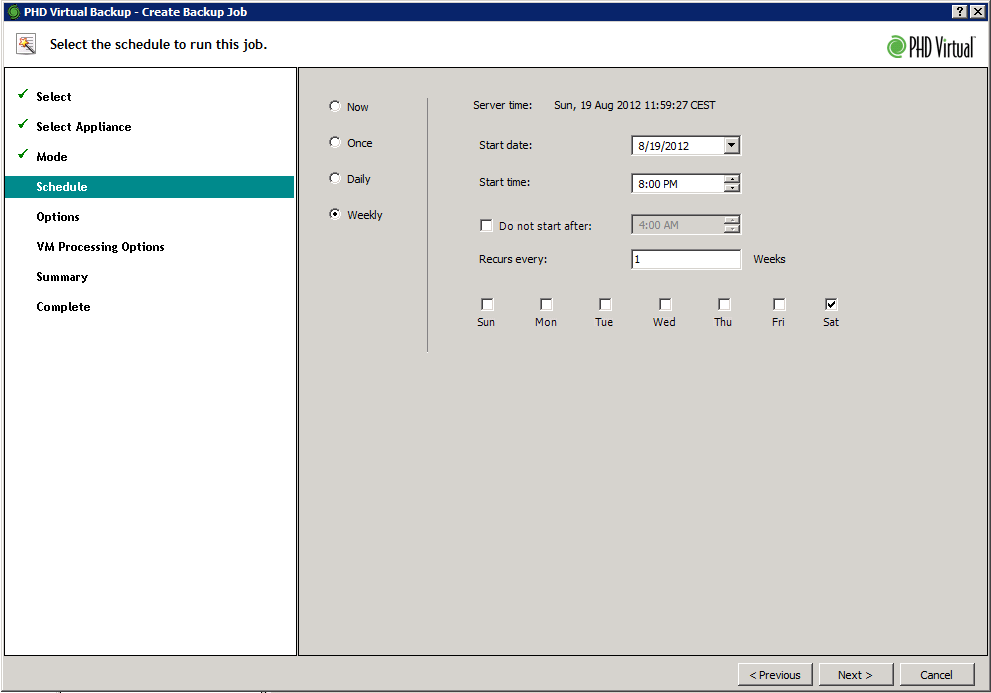 PHD Virtual Backup - Create Backup Job
Select the schedule to run this job.
PHD Virtual
Select
Select Appliance
Mode
Schedule
Options
VM Processing Options
Summary
Complete
Now
Once
Daily
Weekly
Server time: Sun, 19 Aug 2012 11:59:27 CEST
Start date: 8/19/2012
Start time: 8:00 PM
Do not start after: 4:00 AM
Recurs every: 1 Weeks
Sun Mon Tue Wed Thu Fri Sat
< Previous Next > Cancel